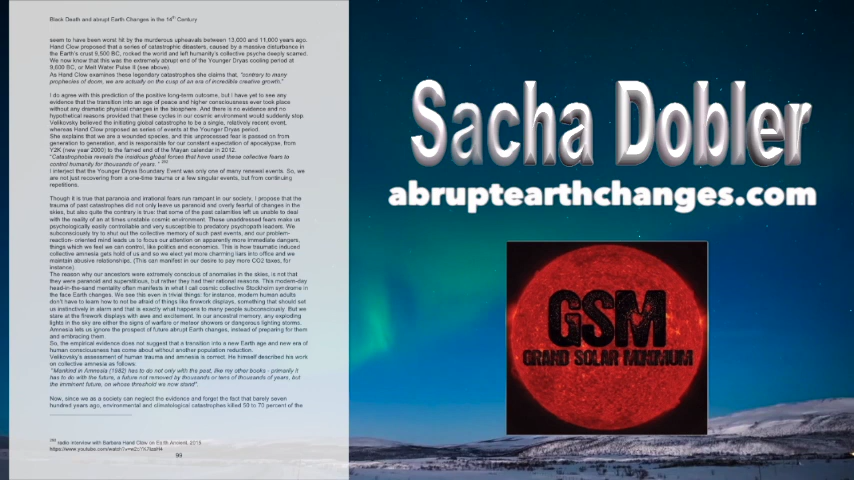 Black Death and abrupt Earth Changes in the 14th Century
seem to have been worst hit by the murderous upheavals between 13,000 and 11,000 years ago.
Hand Clow proposed that a series of catastrophic disasters, caused by a massive disturbance in
the Earth's crust 9,500 BC, rocked the world and left humanity's collective psyche deeply scarred.
We now know that this was the extremely abrupt end of the Younger Dryas cooling period at
9,600 BC, or Melt Water Pulse II (see above).
As Hand Clow examines these legendary catastrophes she claims that, "contrary to many
prophecies of doom, we are actually on the cusp of an era of incredible creative growth."
I do agree with this prediction of the positive long-term outcome, but I have yet to see any
evidence that the transition into an age of peace and higher consciousness ever took place
without any dramatic physical changes in the biosphere. And there is no evidence and no
hypothetical reasons provided that these cycles in our cosmic environment would suddenly stop.
Velikovsky believed the initiating global catastrophe to be a single, relatively recent event,
whereas Hand Clow proposed as series of events at the Younger Dryas period.
She explains that we are a wounded species, and this unprocessed fear is passed on from
generation to generation, and is responsible for our constant expectation of apocalypse, from
Y2K (new year 2000) to the famed end of the Mayan calendar in 2012.
"Catastrophobia reveals the insidious global forces that have used these collective fears to
control humanity for thousands of years."
I interject that the Younger Dryas Boundary Event was only one of many renewal events. So, we
are not just recovering from a one-time trauma or a few singular events, but from continuing
repetitions.
Though it is true that paranoia and irrational fears run rampant in our society. I propose that the
trauma of past catastrophes did not only leave us paranoid and overly fearful of changes in the
skies, but also quite the contrary is true: that some of the past calamities left us unable to deal
with the reality of an at times unstable cosmic environment. These unaddressed fears make us
psychologically easily controllable and very susceptible to predatory psychopath leaders. We
subconsciously try to shut out the collective memory of such past events, and our problem-
reaction- oriented mind leads us to focus our attention on apparently more immediate dangers,
things which we feel we can control, like politics and economics. This is how traumatic induced
collective amnesia gets hold of us and so we elect yet more charming liars into office and we
maintain abusive relationships. (This can manifest in our desire to pay more CO2 taxes, for
instance).
The reason why our ancestors were extremely conscious of anomalies in the skies, is not that
they were paranoid and superstitious, but rather they had their rational reasons. This modern-day
head-in-the-sand mentality often manifests in what I call cosmic collective Stockholm syndrome in
the face Earth changes. We see this even in trivial things: for instance, modern human adults
don't have to learn how to not be afraid of things like firework displays, something that should set
us instinctively in alarm and that is exactly what happens to many people subconsciously. But we
stare at the firework displays with awe and excitement. In our ancestral memory, any exploding
lights in the sky are either the signs of warfare or meteor showers or dangerous lighting storms.
Amnesia lets us ignore the prospect of future abrupt Earth changes, instead of preparing for them
and embracing them.
So, the empirical evidence does not suggest that a transition into a new Earth age and new era of
human consciousness has come about without another population reduction.
Velikovsky's assessment of human trauma and amnesia is correct. He himself described his work
on collective amnesia as follows:
"Mankind in Amnesia (1982) has to do not only with the past, like my other books - primarily it
has to do with the future, a future not removed by thousands or tens of thousands of years, but
the imminent future, on whose threshold we now stand".
Now, since we as a society can neglect the evidence and forget the fact that barely seven
hundred years ago, environmental and climatological catastrophes killed 50 to 70 percent of the
radio interview with Barbara Hand Clow on Earth Ancient, 2015
99
Sacha Dobler
abruptearthchanges.com
GSM
GRAND SOLAR MINIMUM